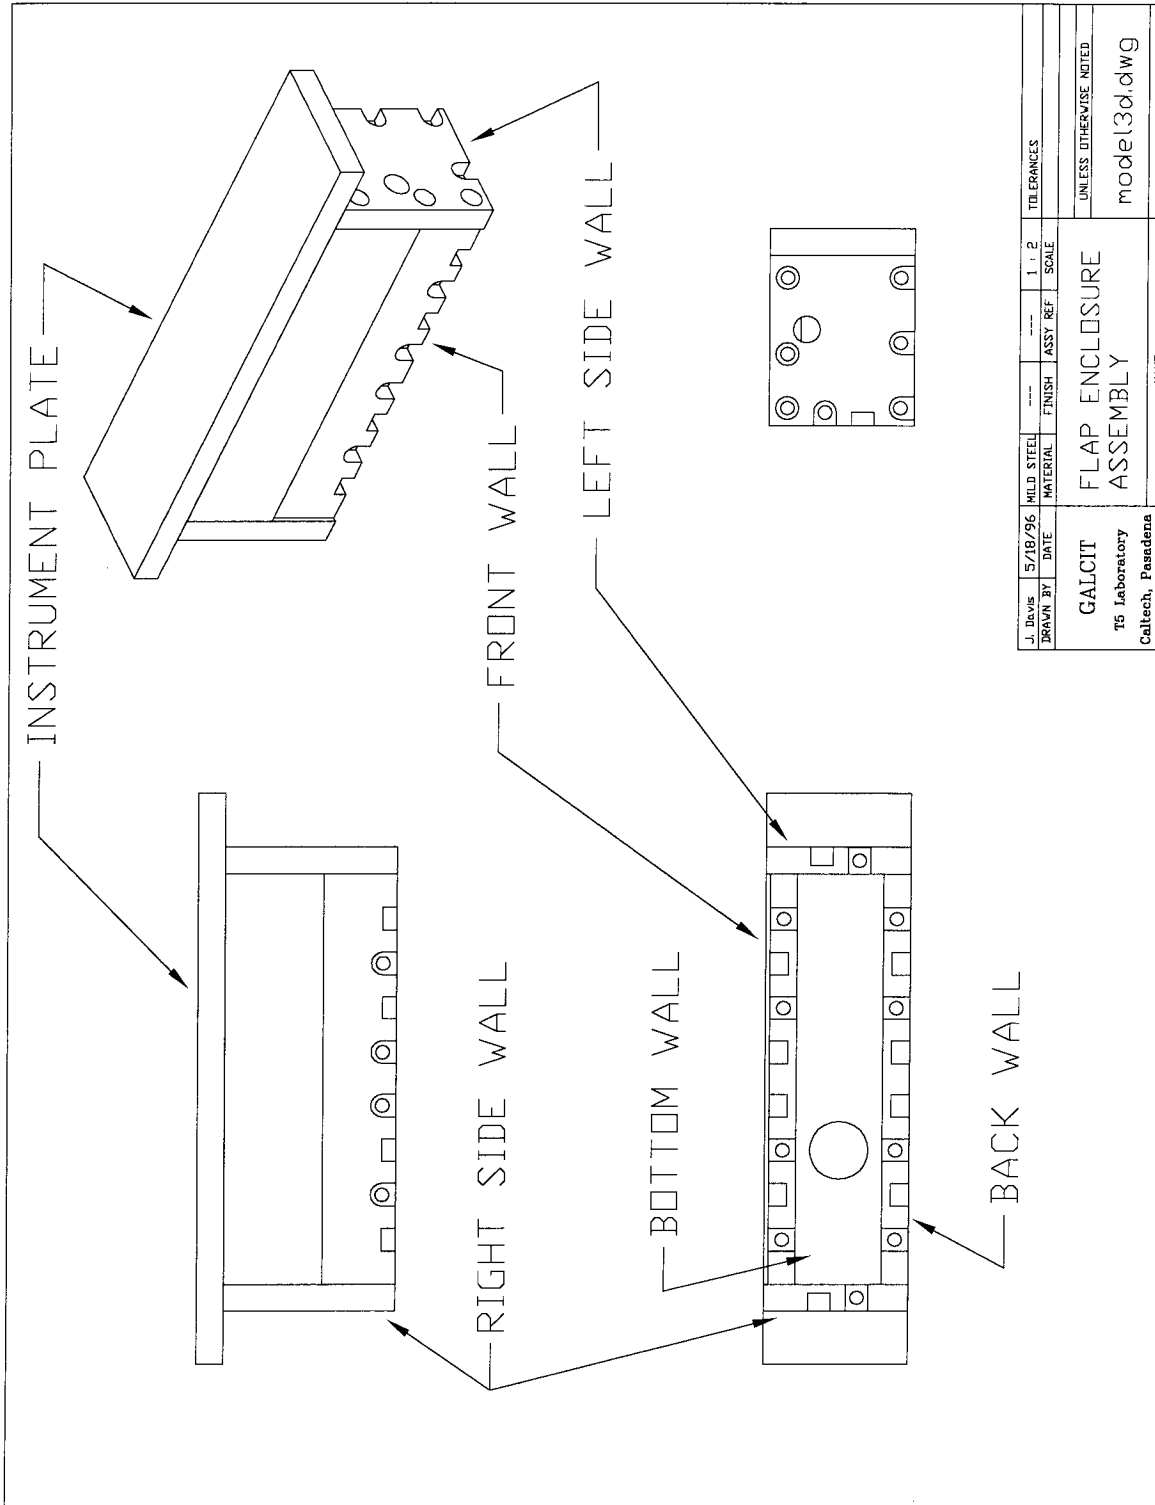 INSTRUMENT PLATE
FRONT WALL
LEFT SIDE WALL
RIGHT SIDE WALL
BOTTOM WALL
BACK WALL
J. Davis
5/18/96
MILD STEEL
---
---
1 : 2
TOLERANCES
DRAWN BY
DATE
MATERIAL
FINISH
ASSY REF
SCALE
GALCIT
T5 Laboratory
Caltech, Pasadena
FLAP ENCLOSURE
ASSEMBLY
UNLESS OTHERWISE NOTED
model3d.dwg